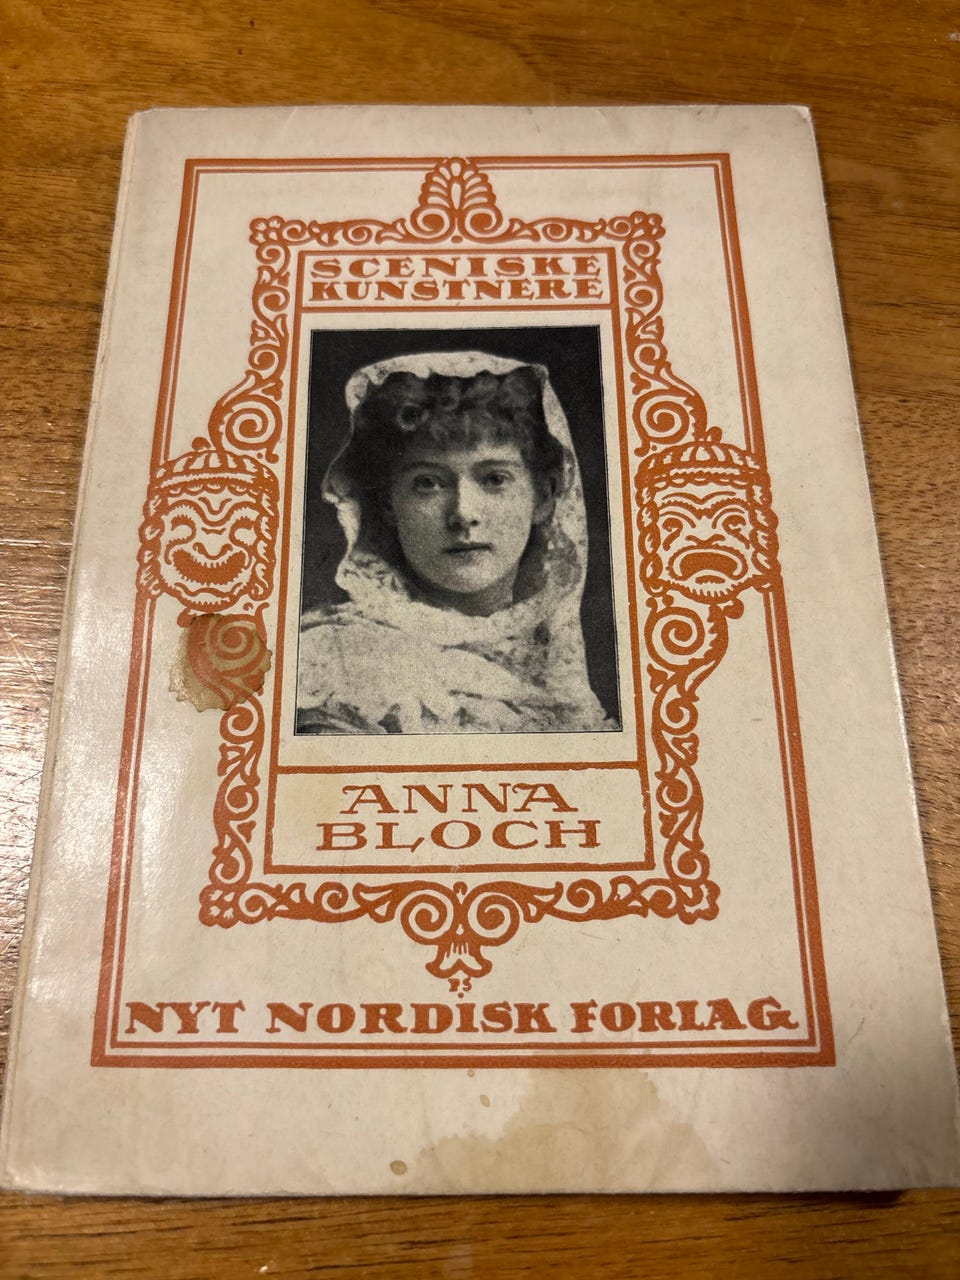 SCENISKE
KUNSTNERE
ANNA
BLOCH
P.S
NYT NORDISK FORLAG